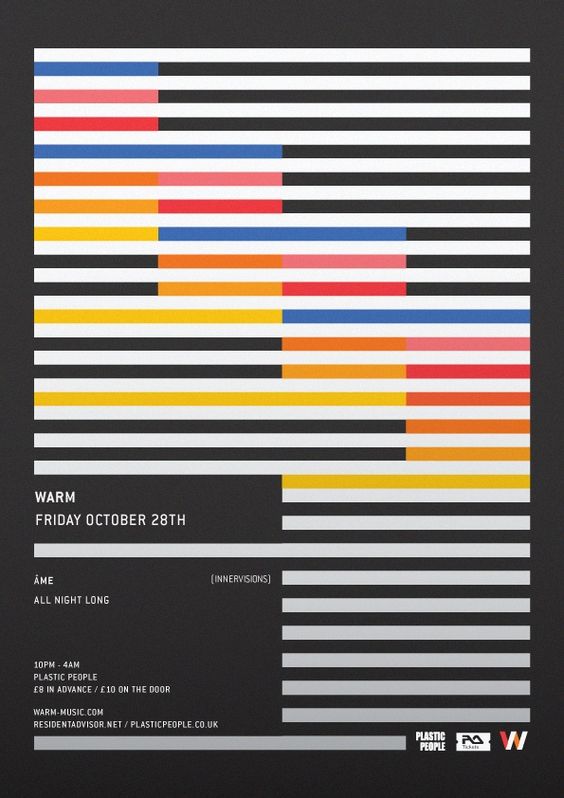 WARM
FRIDAY OCTOBER 28TH
ÂME
(INNERVISIONS)
ALL NIGHT LONG
10PM - 4AM
PLASTIC PEOPLE
£8 IN ADVANCE / £10 ON THE DOOR
WARM-MUSIC.COM
RESIDENTADVISOR.NET / PLASTICPEOPLE.CO.UK
PLASTIC
PEOPLE
RA
Tickets
W